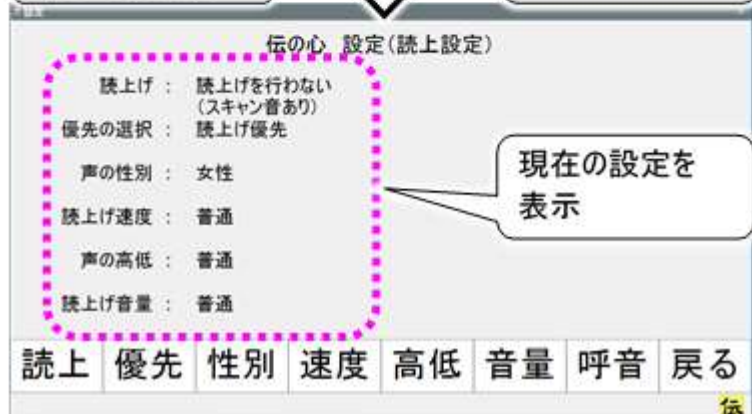 伝の心 設定(読上設定)
読上げ : 読上げを行わない
(スキャン音あり)
優先の選択 : 読上げ優先
声の性別 : 女性
読上げ速度 : 普通
声の高低 : 普通
読上げ音量 : 普通
現在の設定を
表示
読上 優先 性別 速度 高低 音量 呼音 戻る
伝